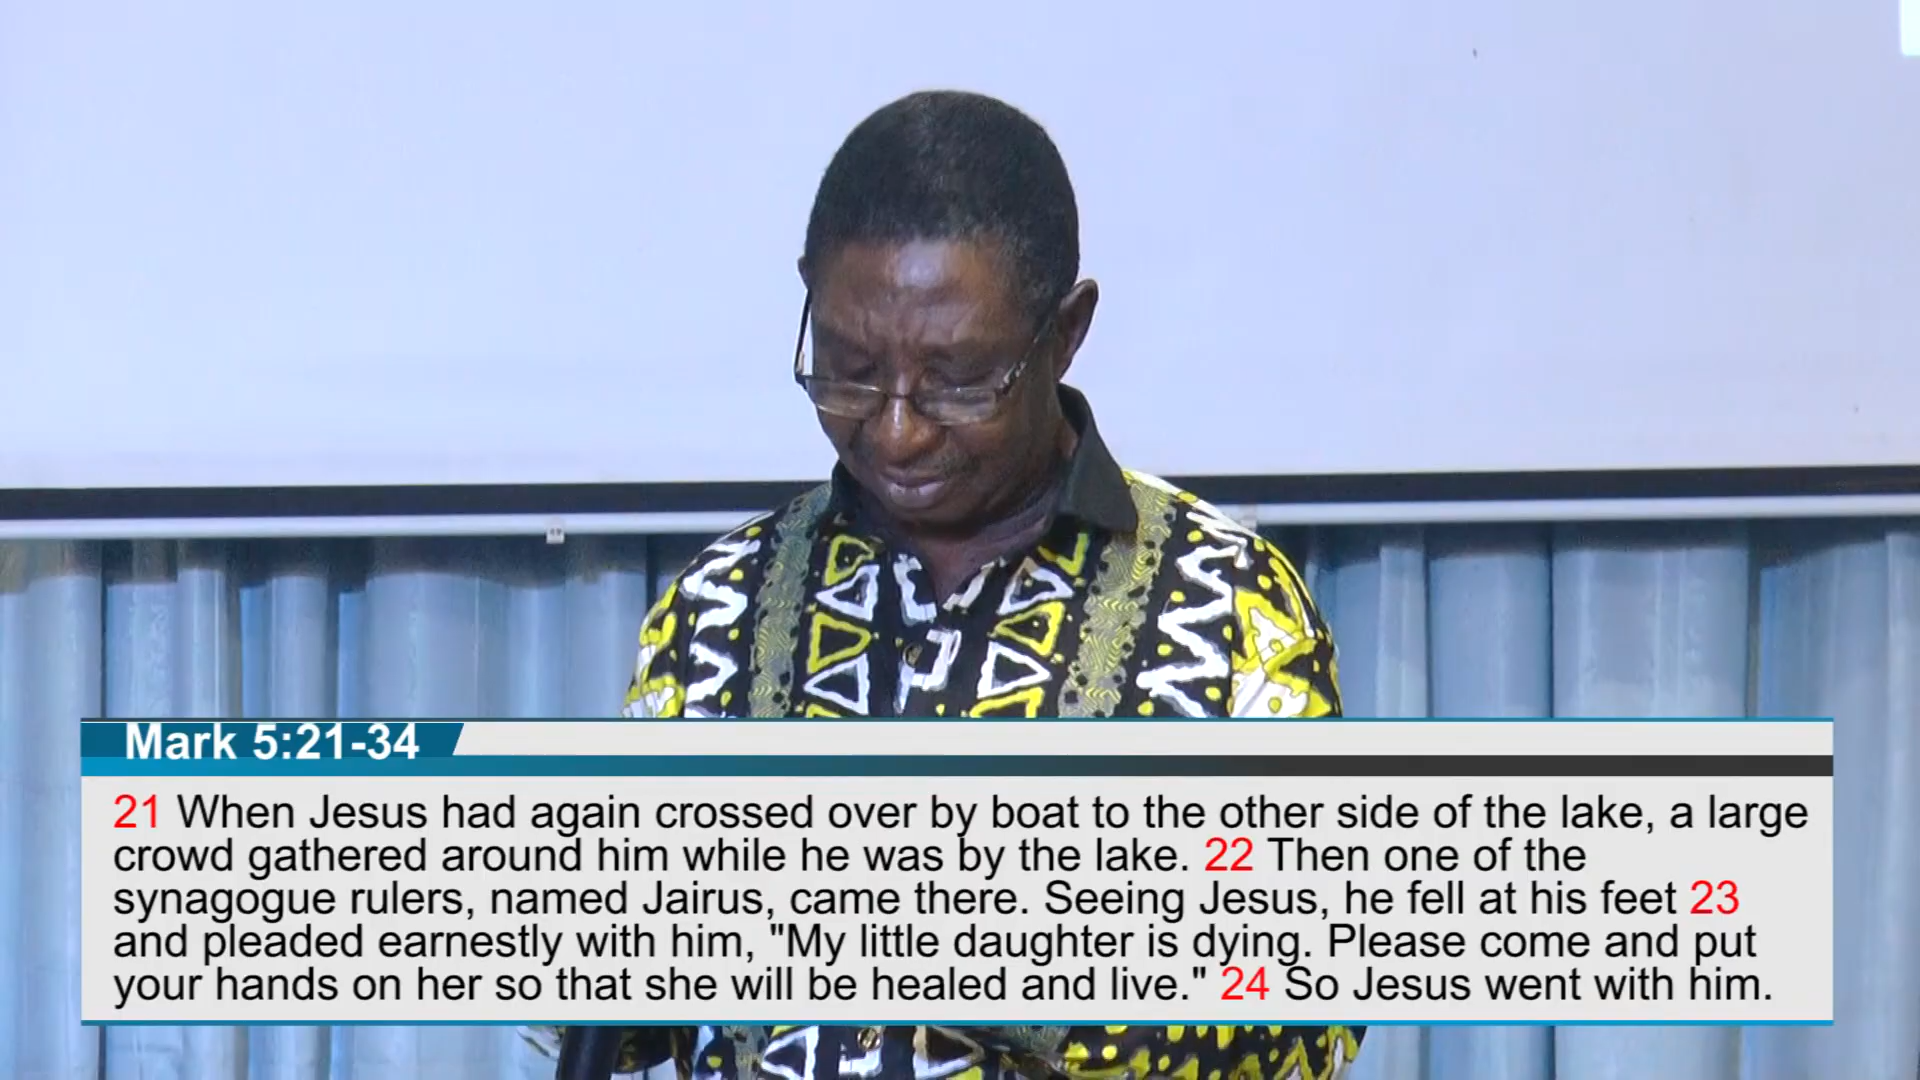 Mark 5:21-34
21 When Jesus had again crossed over by boat to the other side of the lake, a large
crowd gathered around him while he was by the lake. 22 Then one of the
synagogue rulers, named Jairus, came there. Seeing Jesus, he fell at his feet 23
and pleaded earnestly with him, "My little daughter is dying. Please come and put
your hands on her so that she will be healed and live." 24 So Jesus went with him.